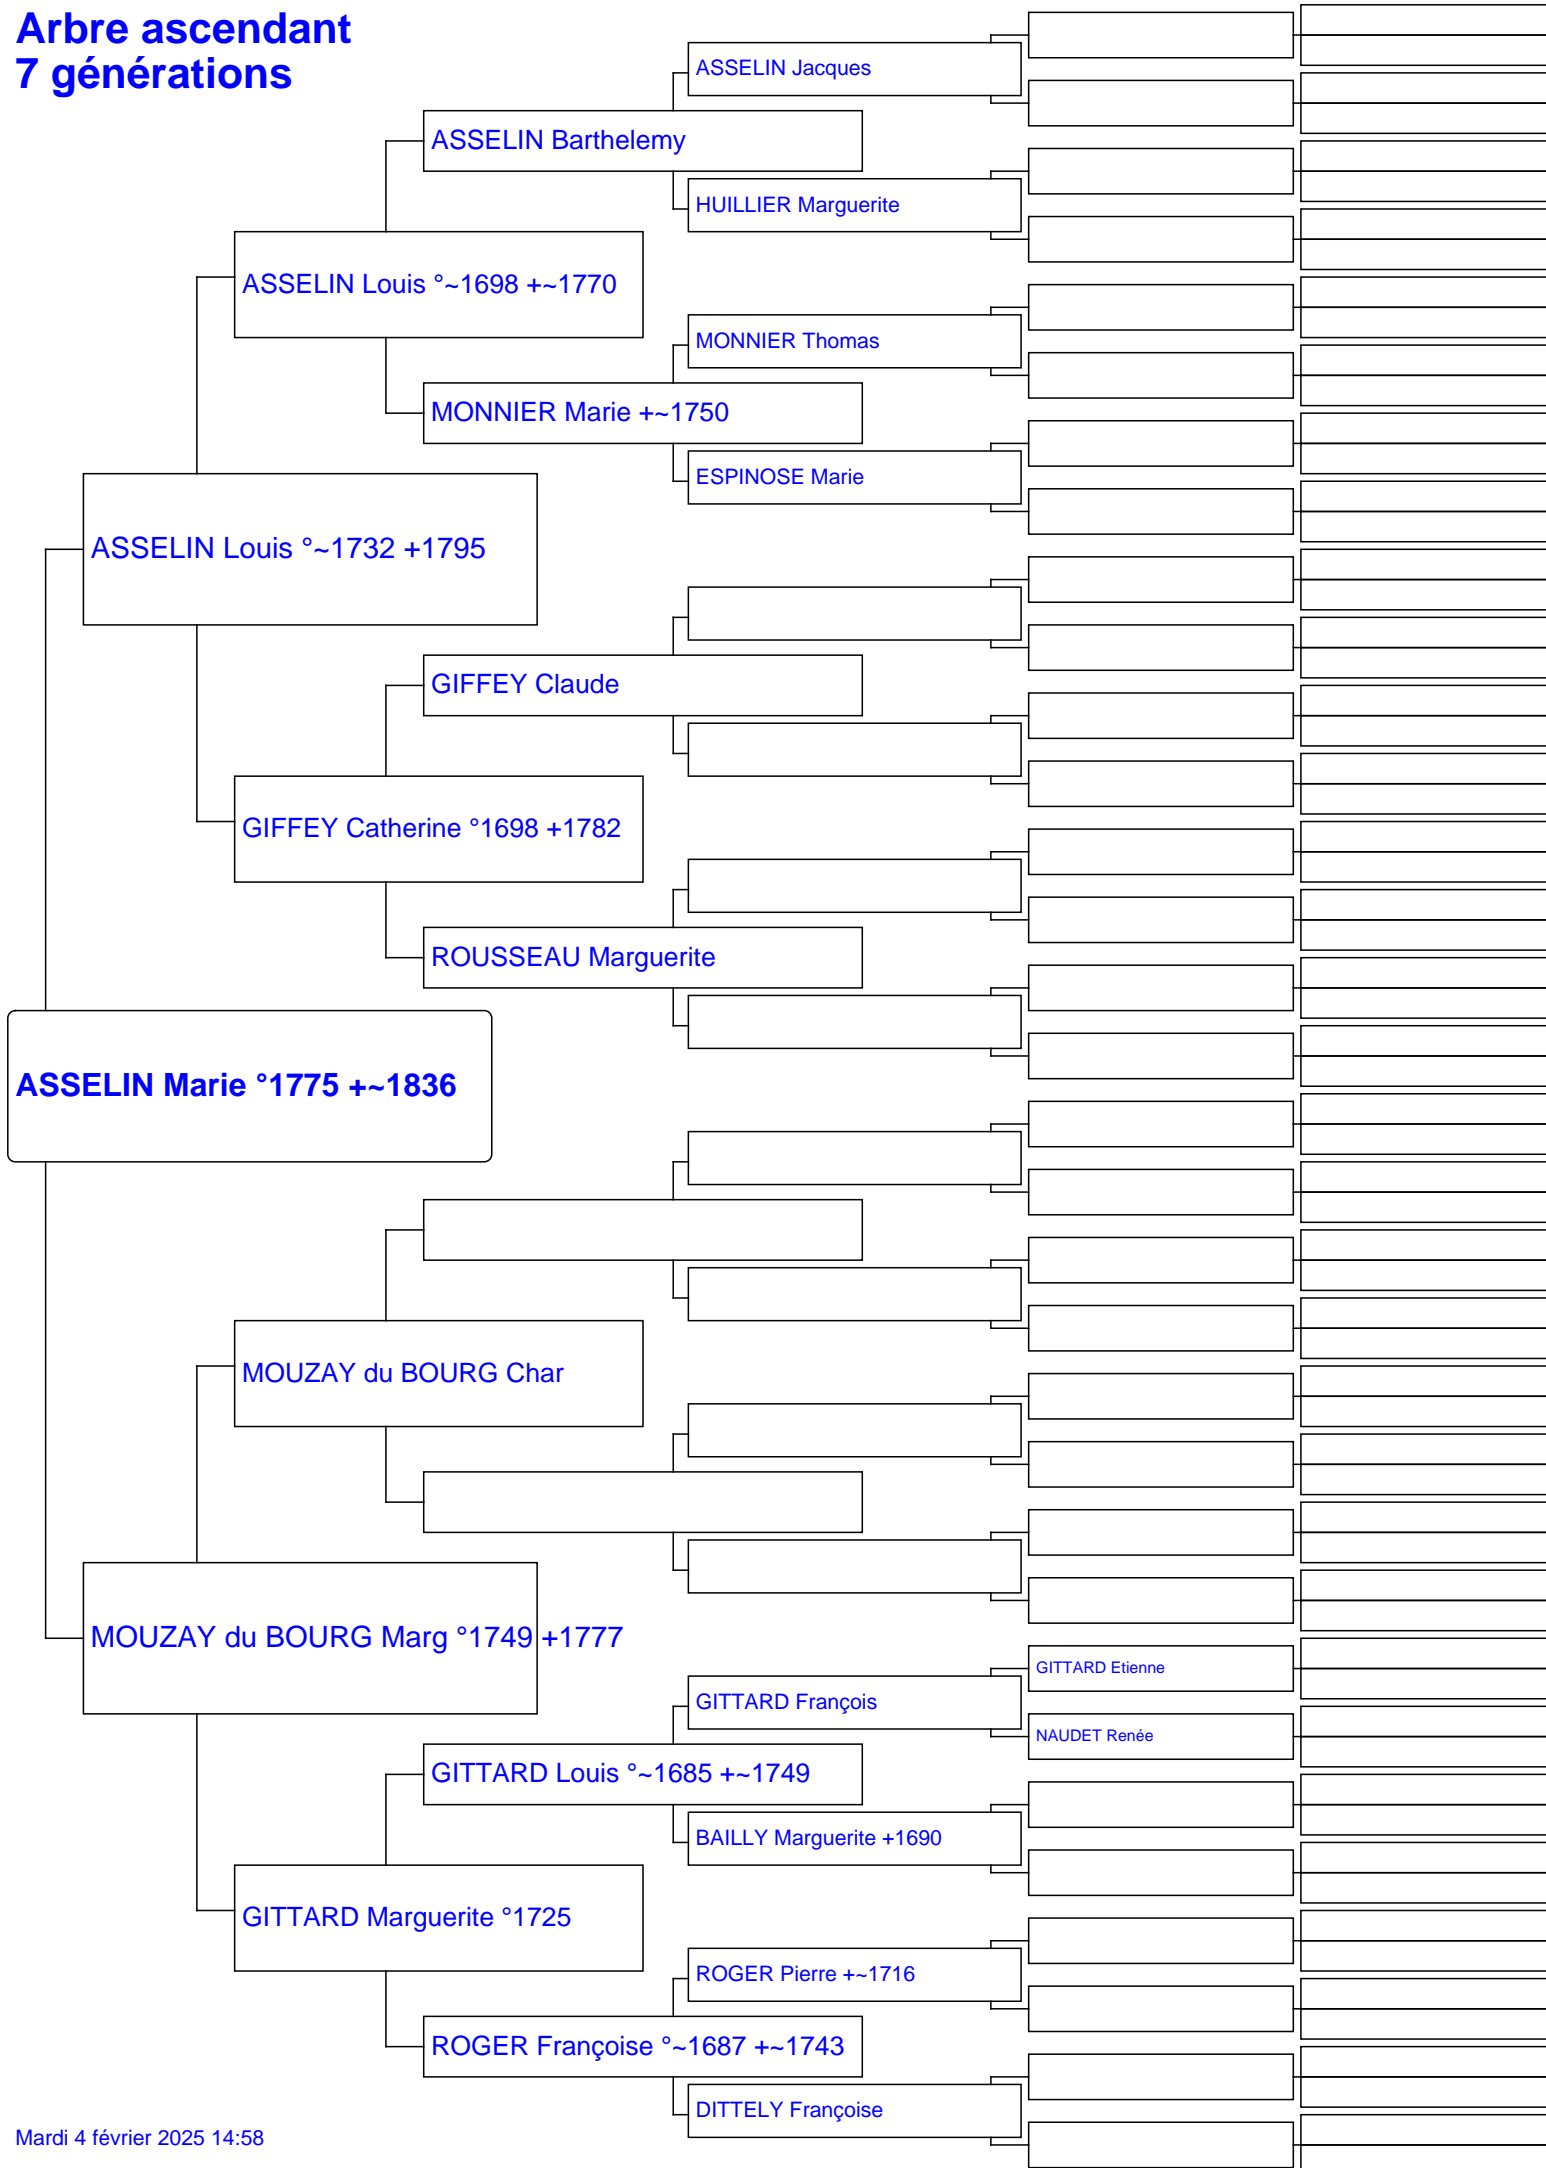 Arbre ascendant
7 générations
ASSELIN Jacques
ASSELIN Barthelemy
HUILLIER Marguerite
ASSELIN Louis °~1698 +~1770
MONNIER Thomas
MONNIER Marie +~1750
ESPINOSE Marie
ASSELIN Louis °~1732 +1795
GIFFEY Claude
GIFFEY Catherine °1698 +1782
ROUSSEAU Marguerite
ASSELIN Marie °1775 +~1836
MOUZAY du BOURG Char
MOUZAY du BOURG Marg °1749 +1777
GITTARD Etienne
GITTARD François
NAUDET Renée
GITTARD Louis °~1685 +~1749
BAILLY Marguerite +1690
GITTARD Marguerite °1725
ROGER Pierre +~1716
ROGER Françoise °~1687 +~1743
DITTELY Françoise
Mardi 4 février 2025 14:58